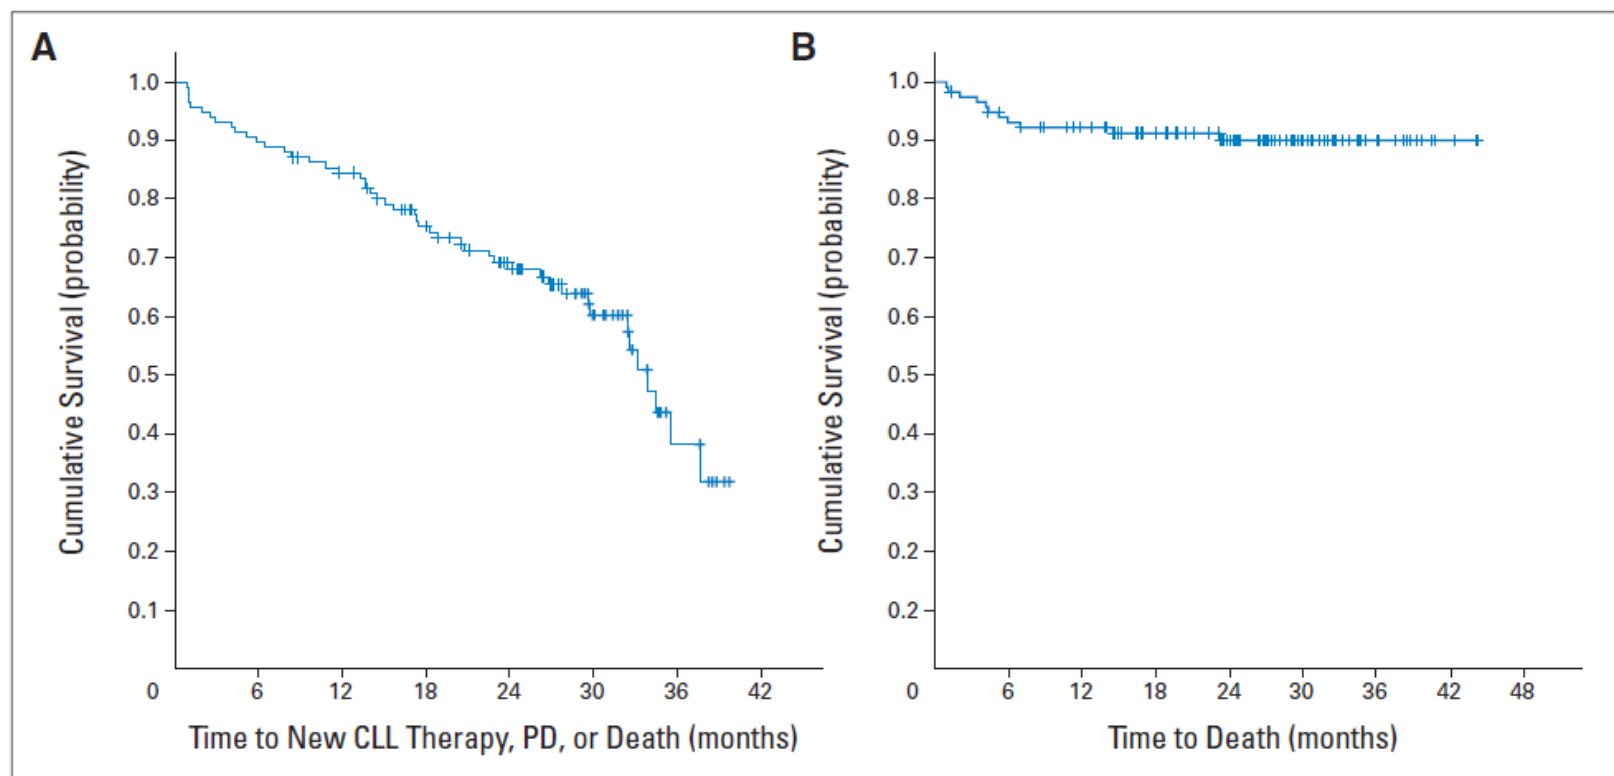 A
Cumulative Survival (probability)
1.0
0.9
0.8
0.7
0.6
0.5
0.4
0.3
0.2
0.1
0 6 12 18 24 30 36 42
Time to New CLL Therapy, PD, or Death (months)
B
Cumulative Survival (probability)
1.0
0.9
0.8
0.7
0.6
0.5
0.4
0.3
0.2
0.2
0 6 12 18 24 30 36 42 48
Time to Death (months)